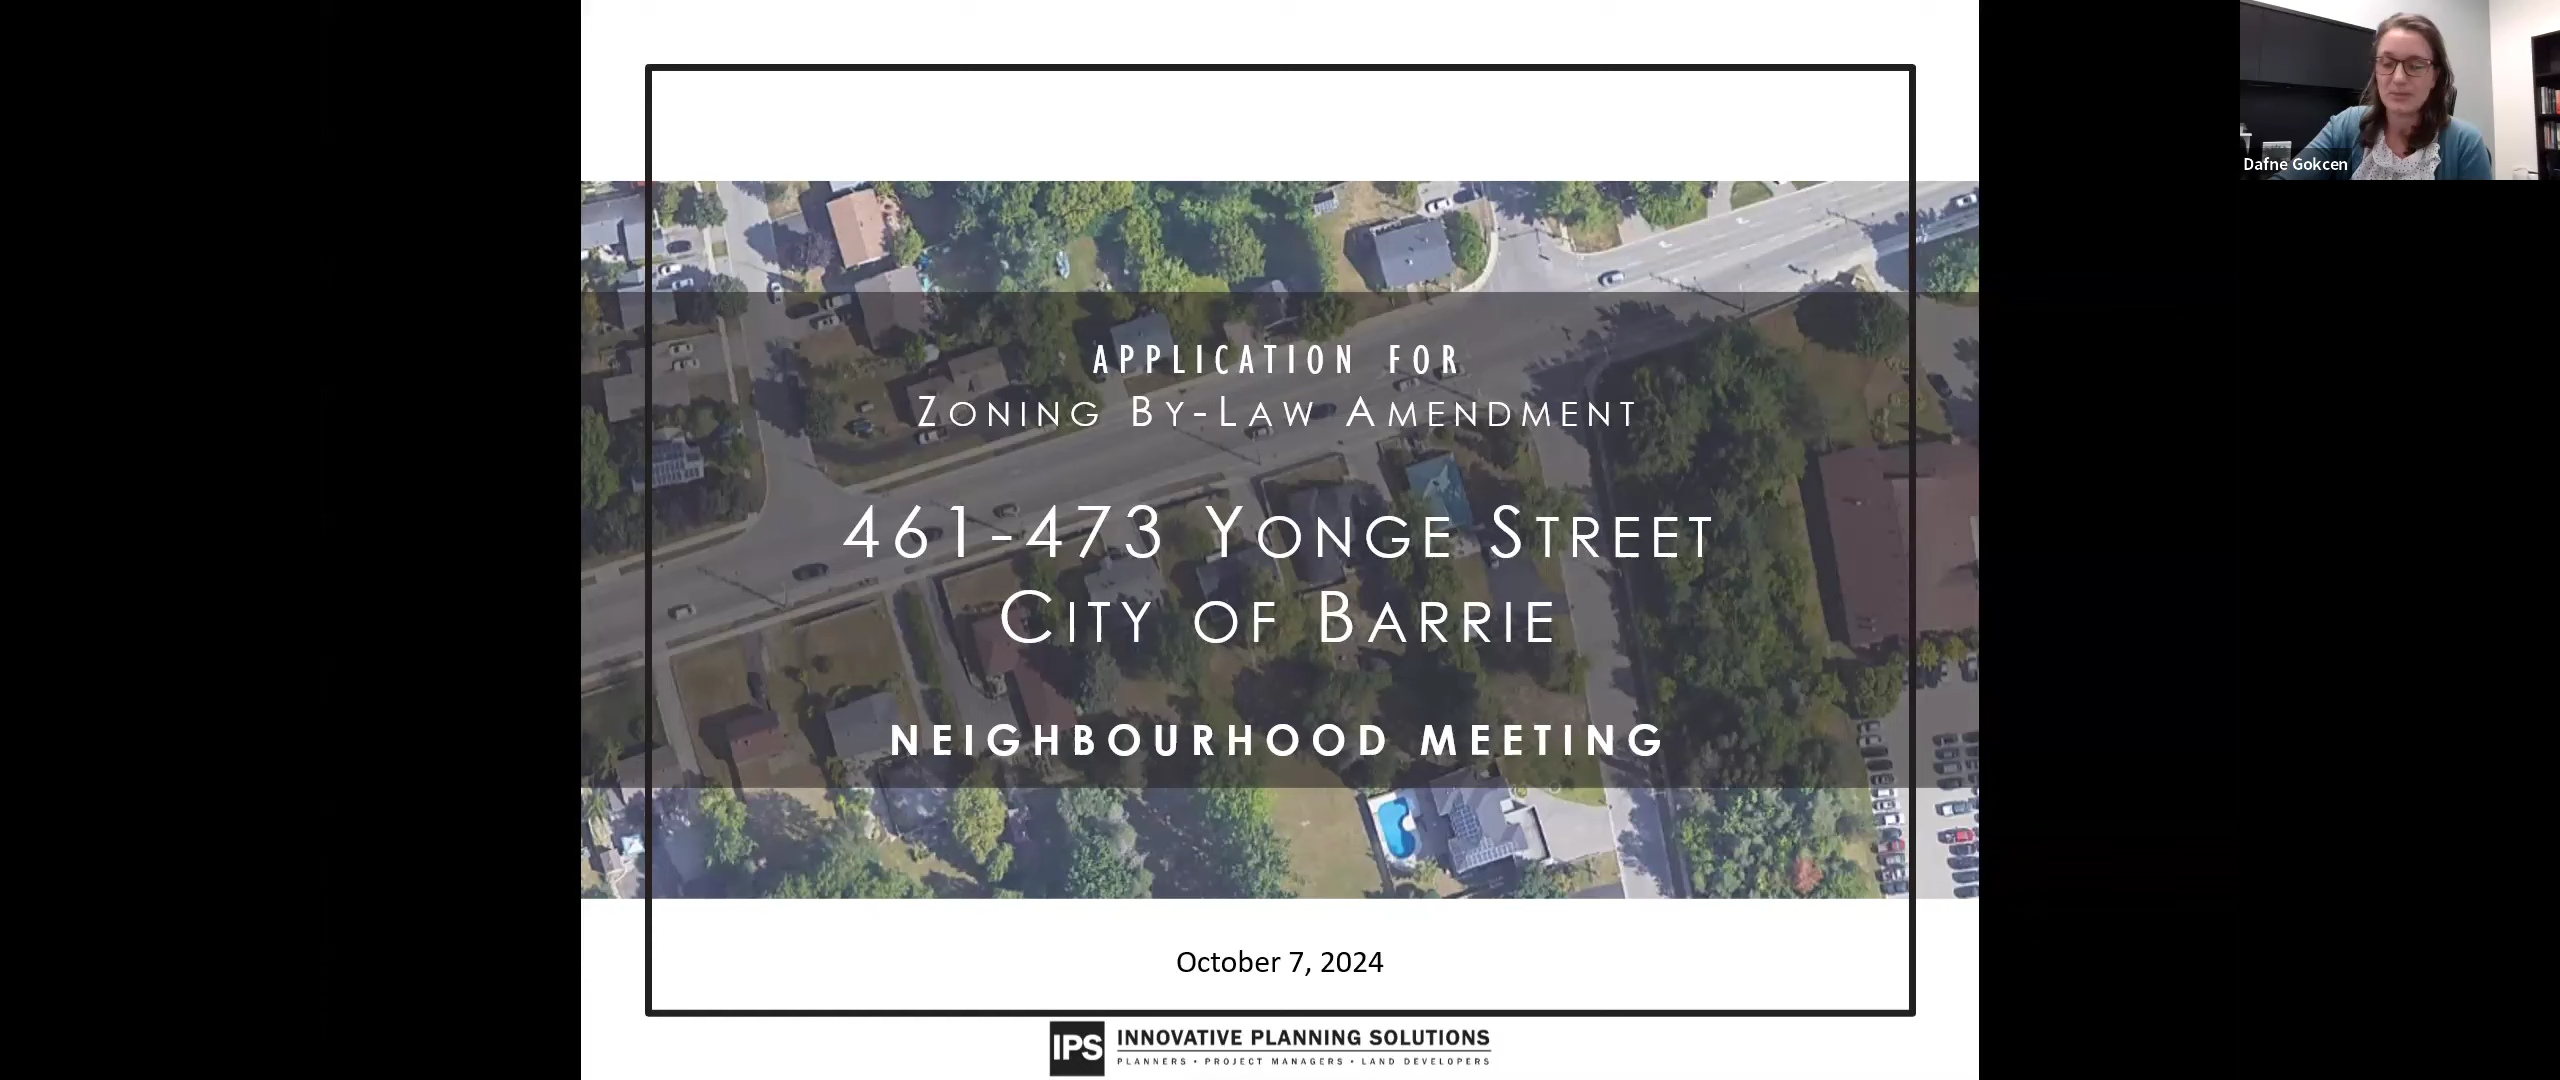 APPLICATION FOR
ZONING BY-LAW AMENDMENT
461-473 YONGE STREET
CITY OF BARRIE
NEIGHBOURHOOD MEETING
October 7, 2024
IPS INNOVATIVE PLANNING SOLUTIONS
PLANNERS • PROJECT MANAGERS • LAND DEVELOPERS
Dafne Gokcen